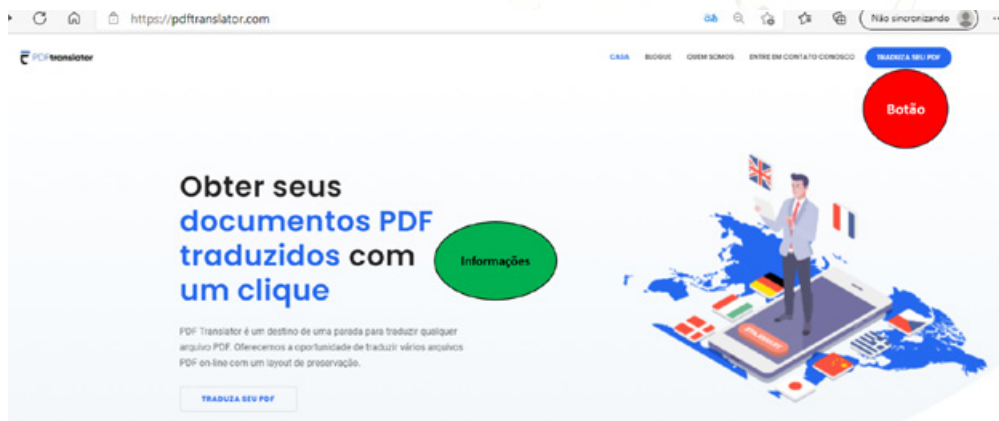 https://pdftranslator.com
Não sincronizando
PDFtranslator
CASA BLOGUE QUEM SOMOS ENTRE EM CONTATO CONOSCO TRADUZA SEU PDF
Botão
Obter seus
documentos PDF
traduzidos com
um clique
Informações
PDF Translator é um destino de uma parada para traduzir qualquer
arquivo PDF. Oferecemos a oportunidade de traduzir vários arquivos
PDF on-line com um layout de preservação.
TRADUZA SEU PDF